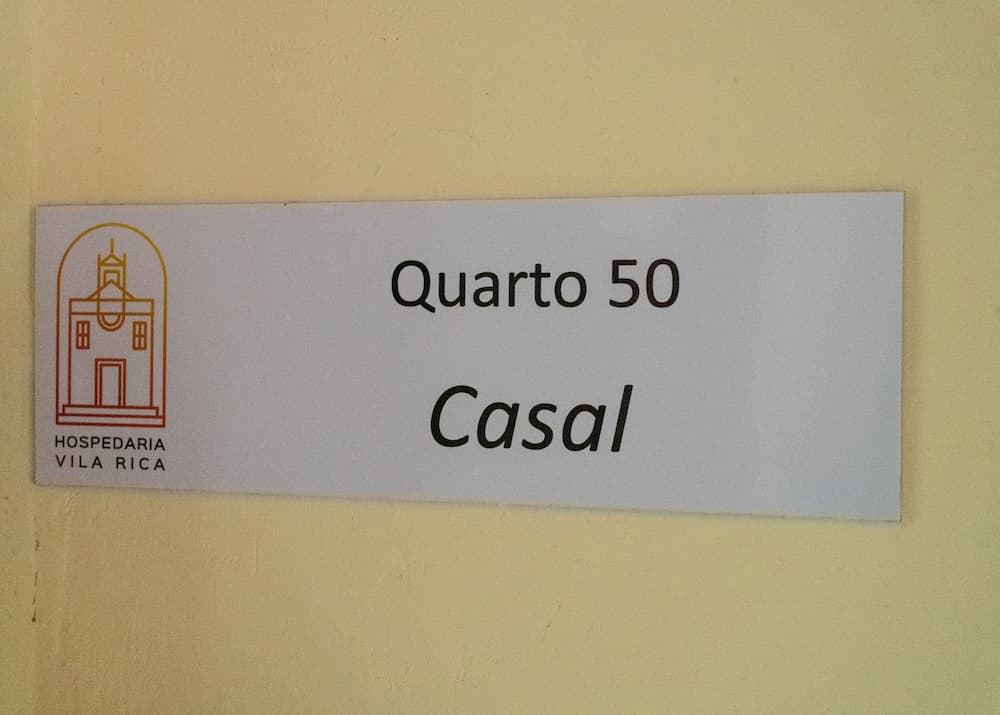 Quarto 50
Casal
HOSPEDARIA
VILA RICA